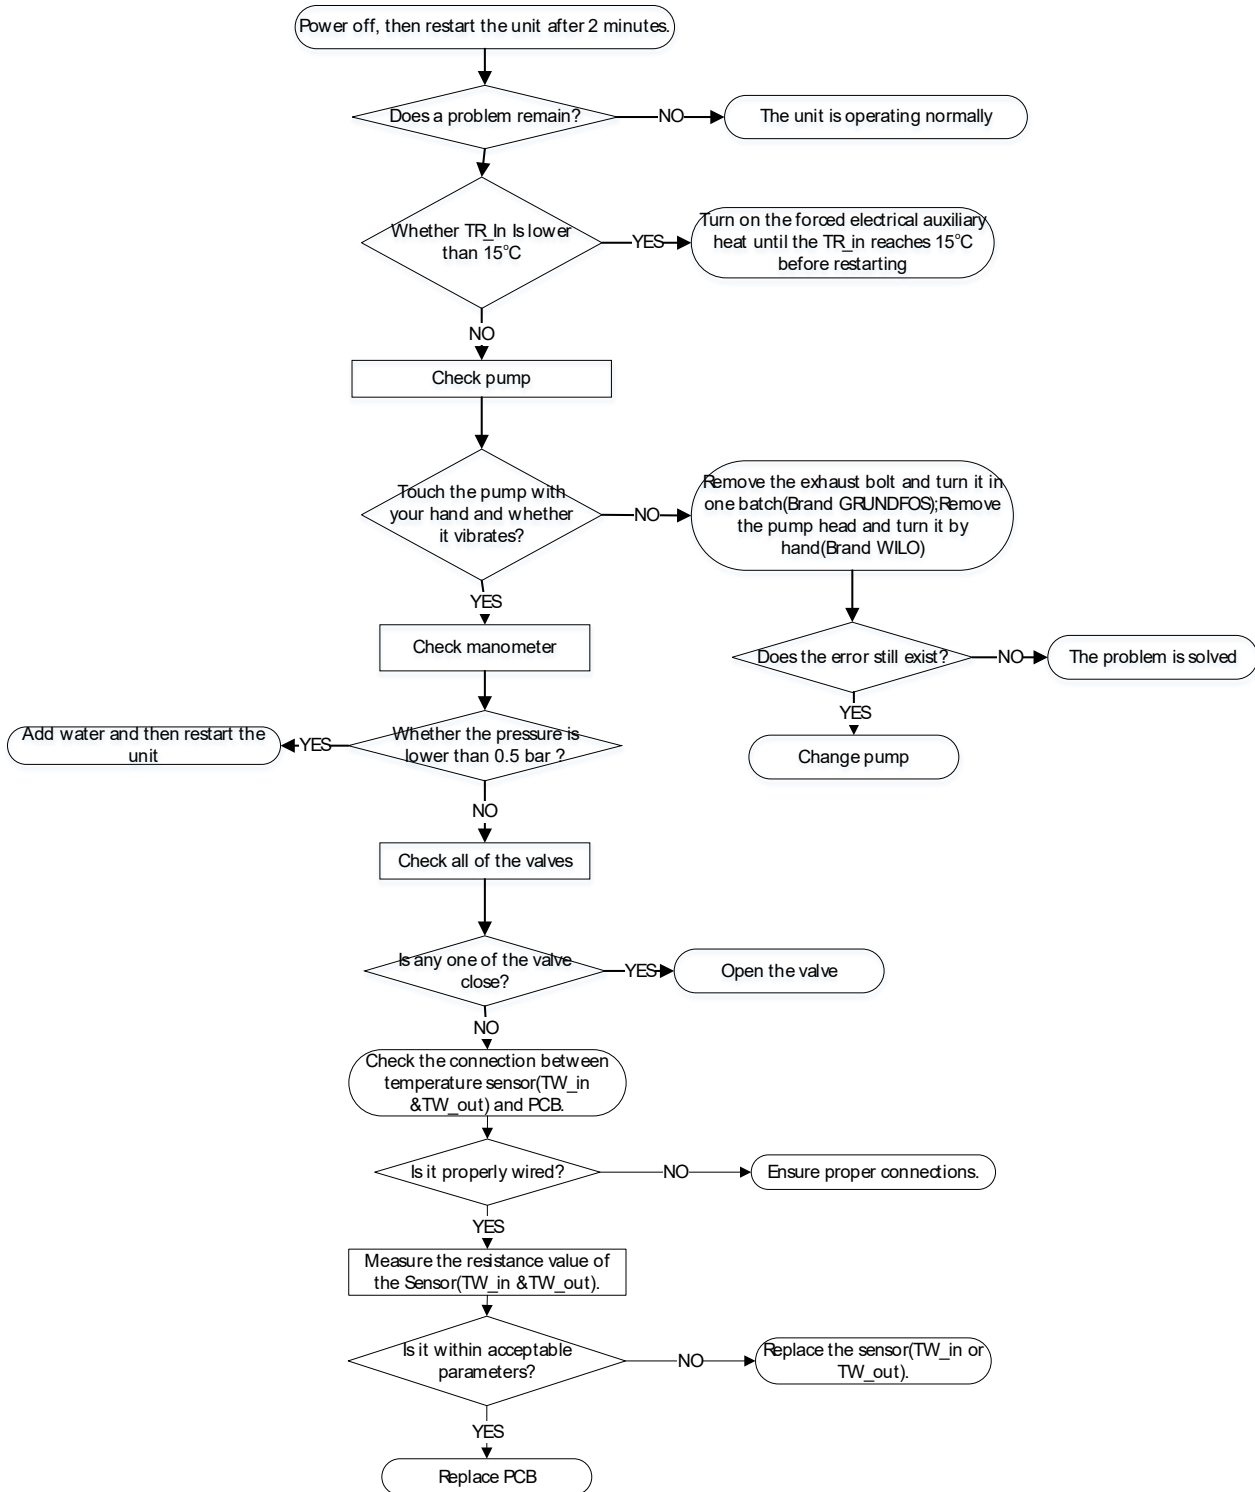 Power off, then restart the unit after 2 minutes.
Does a problem remain?
NO
The unit is operating normally
Whether TR_In Is lower
than 15°C
YES
Turn on the forced electrical auxiliary
heat until the TR_in reaches 15°C
before restarting
NO
Check pump
Touch the pump with
your hand and whether
it vibrates?
NO
Remove the exhaust bolt and turn it in
one batch(Brand GRUNDFOS);Remove
the pump head and turn it by
hand(Brand WILO)
YES
Check manometer
Does the error still exist?
NO
The problem is solved
YES
Change pump
Whether the pressure is
lower than 0.5 bar ?
YES
Add water and then restart the
unit
NO
Check all of the valves
Is any one of the valve
close?
YES
Open the valve
NO
Check the connection between
temperature sensor(TW_in
&TW_out) and PCB.
Is it properly wired?
NO
Ensure proper connections.
YES
Measure the resistance value of
the Sensor(TW_in &TW_out).
Is it within acceptable
parameters?
NO
Replace the sensor(TW_in or
TW_out).
YES
Replace PCB